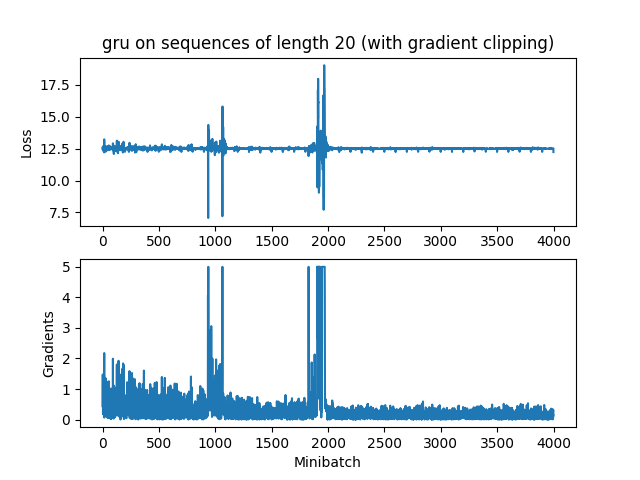 gru on sequences of length 20 (with gradient clipping)
Loss
17.5
15.0
12.5
10.0
7.5
0 500 1000 1500 2000 2500 3000 3500 4000
Gradients
5
4
3
2
1
0
0 500 1000 1500 2000 2500 3000 3500 4000
Minibatch